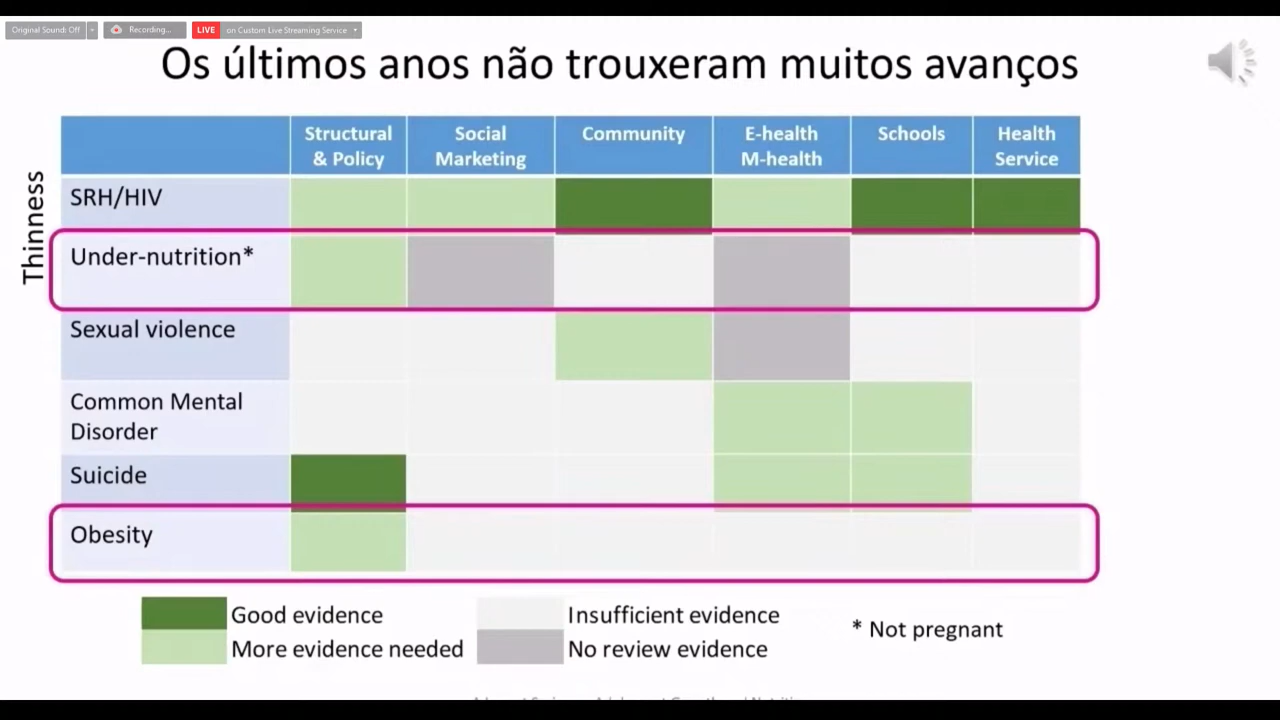 Original Sound: Off
Recording...
LIVE on Custom Live Streaming Service
Os últimos anos não trouxeram muitos avanços
Structural & Policy
Social Marketing
Community
E-health M-health
Schools
Health Service
Thinness
SRH/HIV
Under-nutrition*
Sexual violence
Common Mental
Disorder
Suicide
Obesity
Good evidence
Insufficient evidence
More evidence needed
No review evidence
* Not pregnant